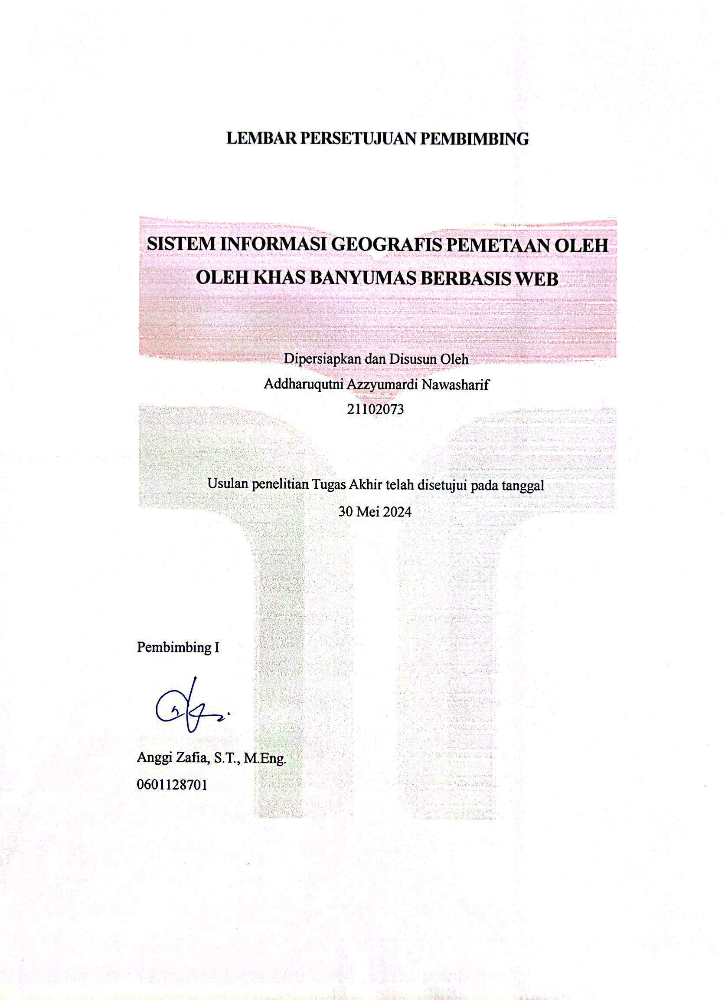 LEMBAR PERSETUJUAN PEMBIMBING
SISTEM INFORMASI GEOGRAFIS PEMETAAN OLEH
OLEH KHAS BANYUMAS BERBASIS WEB
Dipersiapkan dan Disusun Oleh
Addharuqutni Azzyumardi Nawasharif
21102073
Usulan penelitian Tugas Akhir telah disetujui pada tanggal
30 Mei 2024
Pembimbing I
Anggi Zafia, S.T., M.Eng.
0601128701